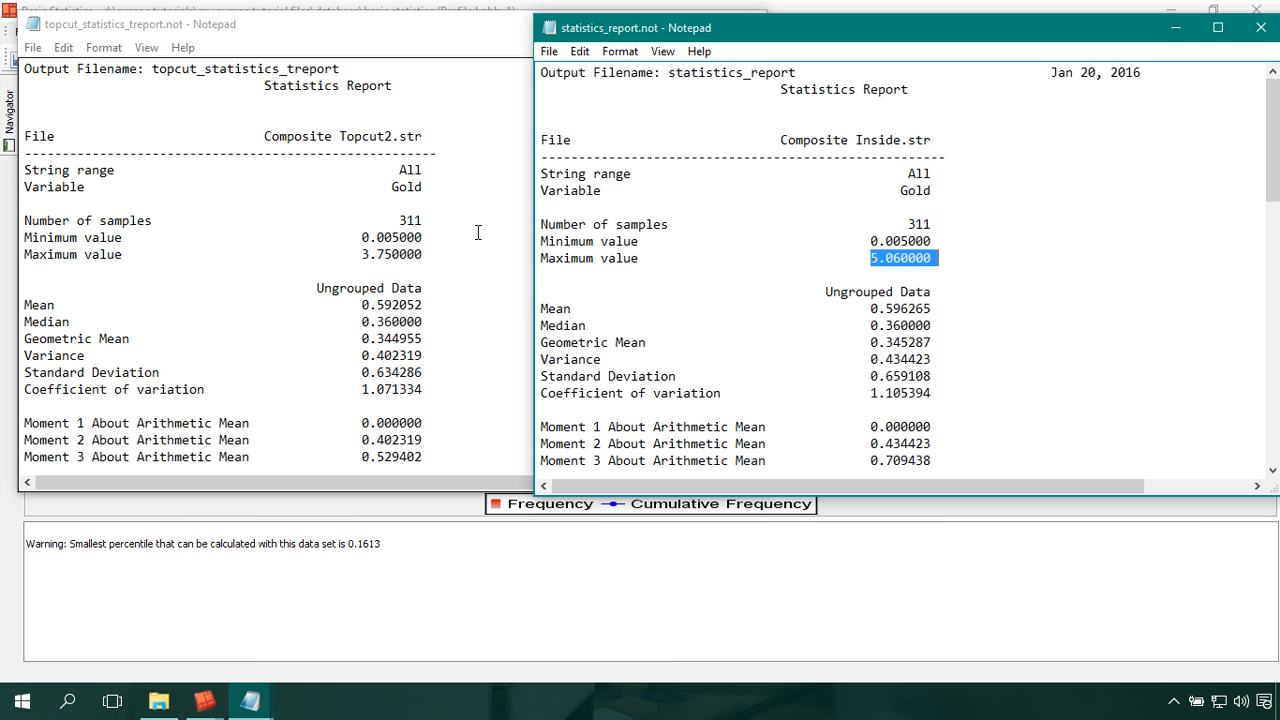 topcut_statistics_treport.not - Notepad
File Edit Format View Help
Output Filename: topcut_statistics_treport
Statistics Report
File Composite Topcut2.str
----------------------------------------------------
String range All
Variable Gold
Number of samples 311
Minimum value 0.005000
Maximum value 3.750000
Ungrouped Data
Mean 0.592052
Median 0.360000
Geometric Mean 0.344955
Variance 0.402319
Standard Deviation 0.634286
Coefficient of variation 1.071334
Moment 1 About Arithmetic Mean 0.000000
Moment 2 About Arithmetic Mean 0.402319
Moment 3 About Arithmetic Mean 0.529402
statistics_report.not - Notepad
File Edit Format View Help
Output Filename: statistics_report Jan 20, 2016
Statistics Report
File Composite Inside.str
----------------------------------------------------
String range All
Variable Gold
Number of samples 311
Minimum value 0.005000
Maximum value 5.060000
Ungrouped Data
Mean 0.596265
Median 0.360000
Geometric Mean 0.345287
Variance 0.434423
Standard Deviation 0.659108
Coefficient of variation 1.105394
Moment 1 About Arithmetic Mean 0.000000
Moment 2 About Arithmetic Mean 0.434423
Moment 3 About Arithmetic Mean 0.709438
Navigator
Frequency Cumulative Frequency
Warning: Smallest percentile that can be calculated with this data set is 0.1613